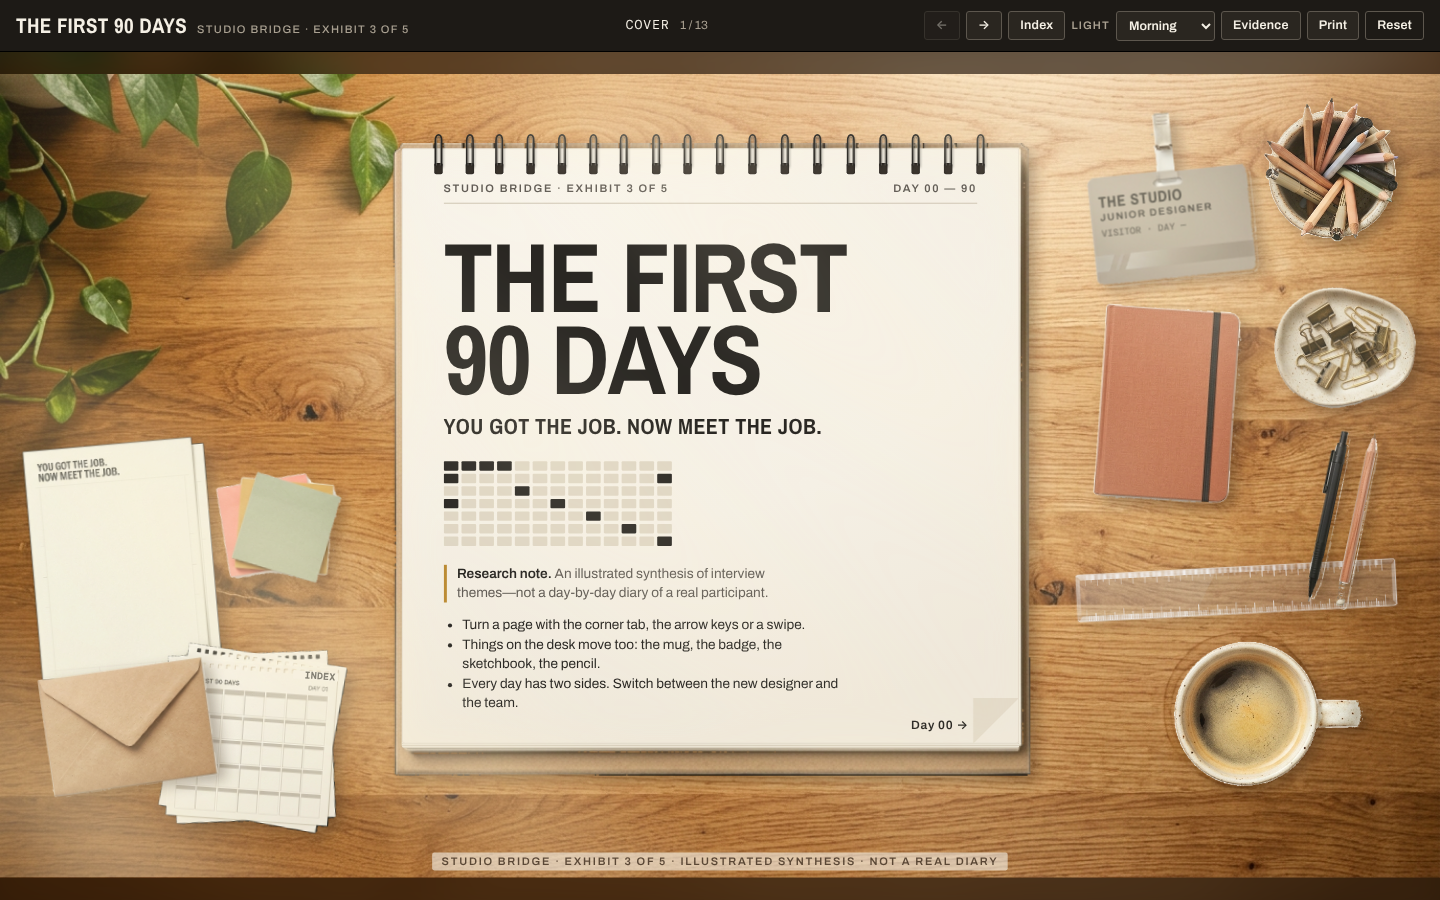 THE FIRST 90 DAYS STUDIO BRIDGE · EXHIBIT 3 OF 5 COVER 1 / 13 ← → Index LIGHT Morning Evidence Print Reset
STUDIO BRIDGE · EXHIBIT 3 OF 5 DAY 00 — 90
THE FIRST
90 DAYS
YOU GOT THE JOB. NOW MEET THE JOB.
Research note. An illustrated synthesis of interview
themes—not a day-by-day diary of a real participant.
• Turn a page with the corner tab, the arrow keys or a swipe.
• Things on the desk move too: the mug, the badge, the
sketchbook, the pencil.
• Every day has two sides. Switch between the new designer and
the team.
Day 00 →
THE STUDIO
JUNIOR DESIGNER
VISITOR · DAY —
YOU GOT THE JOB.
NOW MEET THE JOB.
INDEX
ST 90 DAYS
STUDIO BRIDGE · EXHIBIT 3 OF 5 · ILLUSTRATED SYNTHESIS · NOT A REAL DIARY